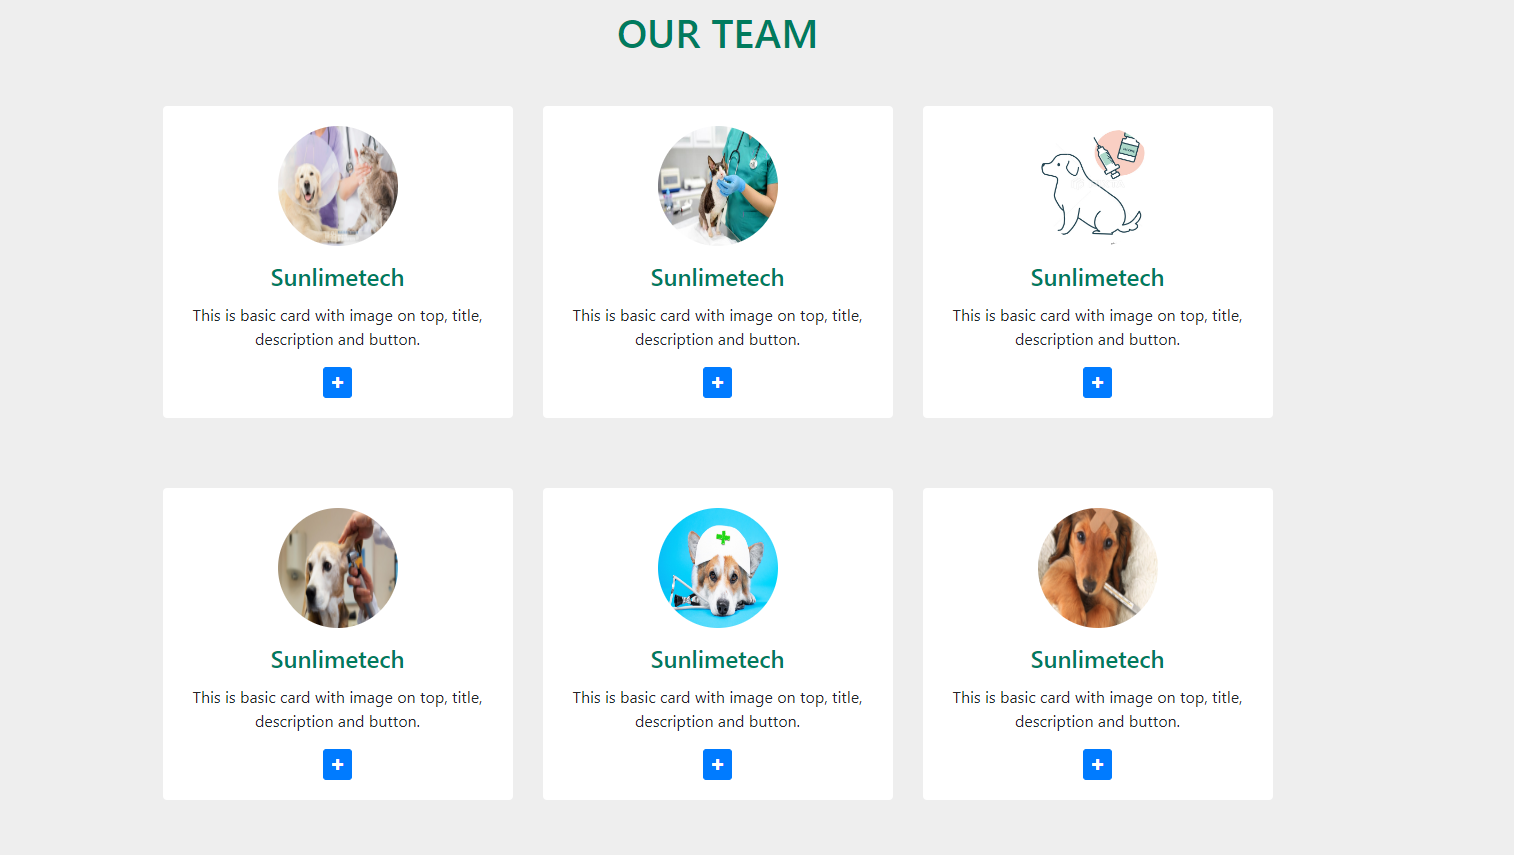 OUR TEAM
Sunlimetech
This is basic card with image on top, title,
description and button.
Sunlimetech
This is basic card with image on top, title,
description and button.
Sunlimetech
This is basic card with image on top, title,
description and button.
Sunlimetech
This is basic card with image on top, title,
description and button.
Sunlimetech
This is basic card with image on top, title,
description and button.
Sunlimetech
This is basic card with image on top, title,
description and button.